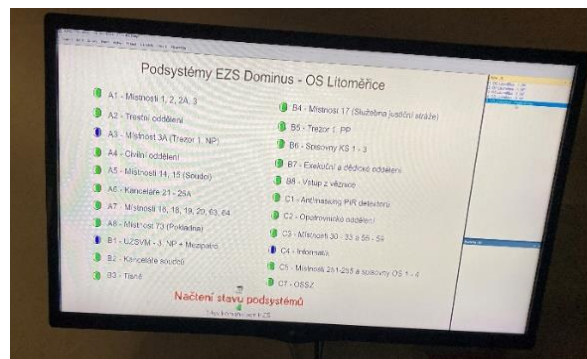 Podsystémy EZS Dominus - OS Litoměřice
A1 - Místnosti 1, 2, 2A, 3
A2 - Trestní oddělení
A3 - Místnost 3A (Trezor 1. NP)
A4 - Civilní oddělení
A5 - Místnosti 14, 15 (Soudci)
A6 - Kanceláře 21 - 25A
A7 - Místnosti 16, 18, 19, 20, 63, 64
A8 - Místnost 73 (Pokladna)
B1 - ÚZSVM - 3. NP + Mezipatro
B2 - Kanceláře soudců
B3 - Tísně
B4 - Místnost 17 (Služebna justiční stráže)
B5 - Trezor 1. PP
B6 - Spisovny KS 1 - 3
B7 - Exekuční a dědické oddělení
B8 - Vstup z věznice
C1 - Antimasking PIR detektorů
C2 - Opatrovnické oddělení
C3 - Místnosti 30 - 33 a 56 - 59
C4 - Informatik
C5 - Místnosti 251-255 a spisovny OS 1 - 4
C7 - OSSZ
Načtení stavu podsystémů